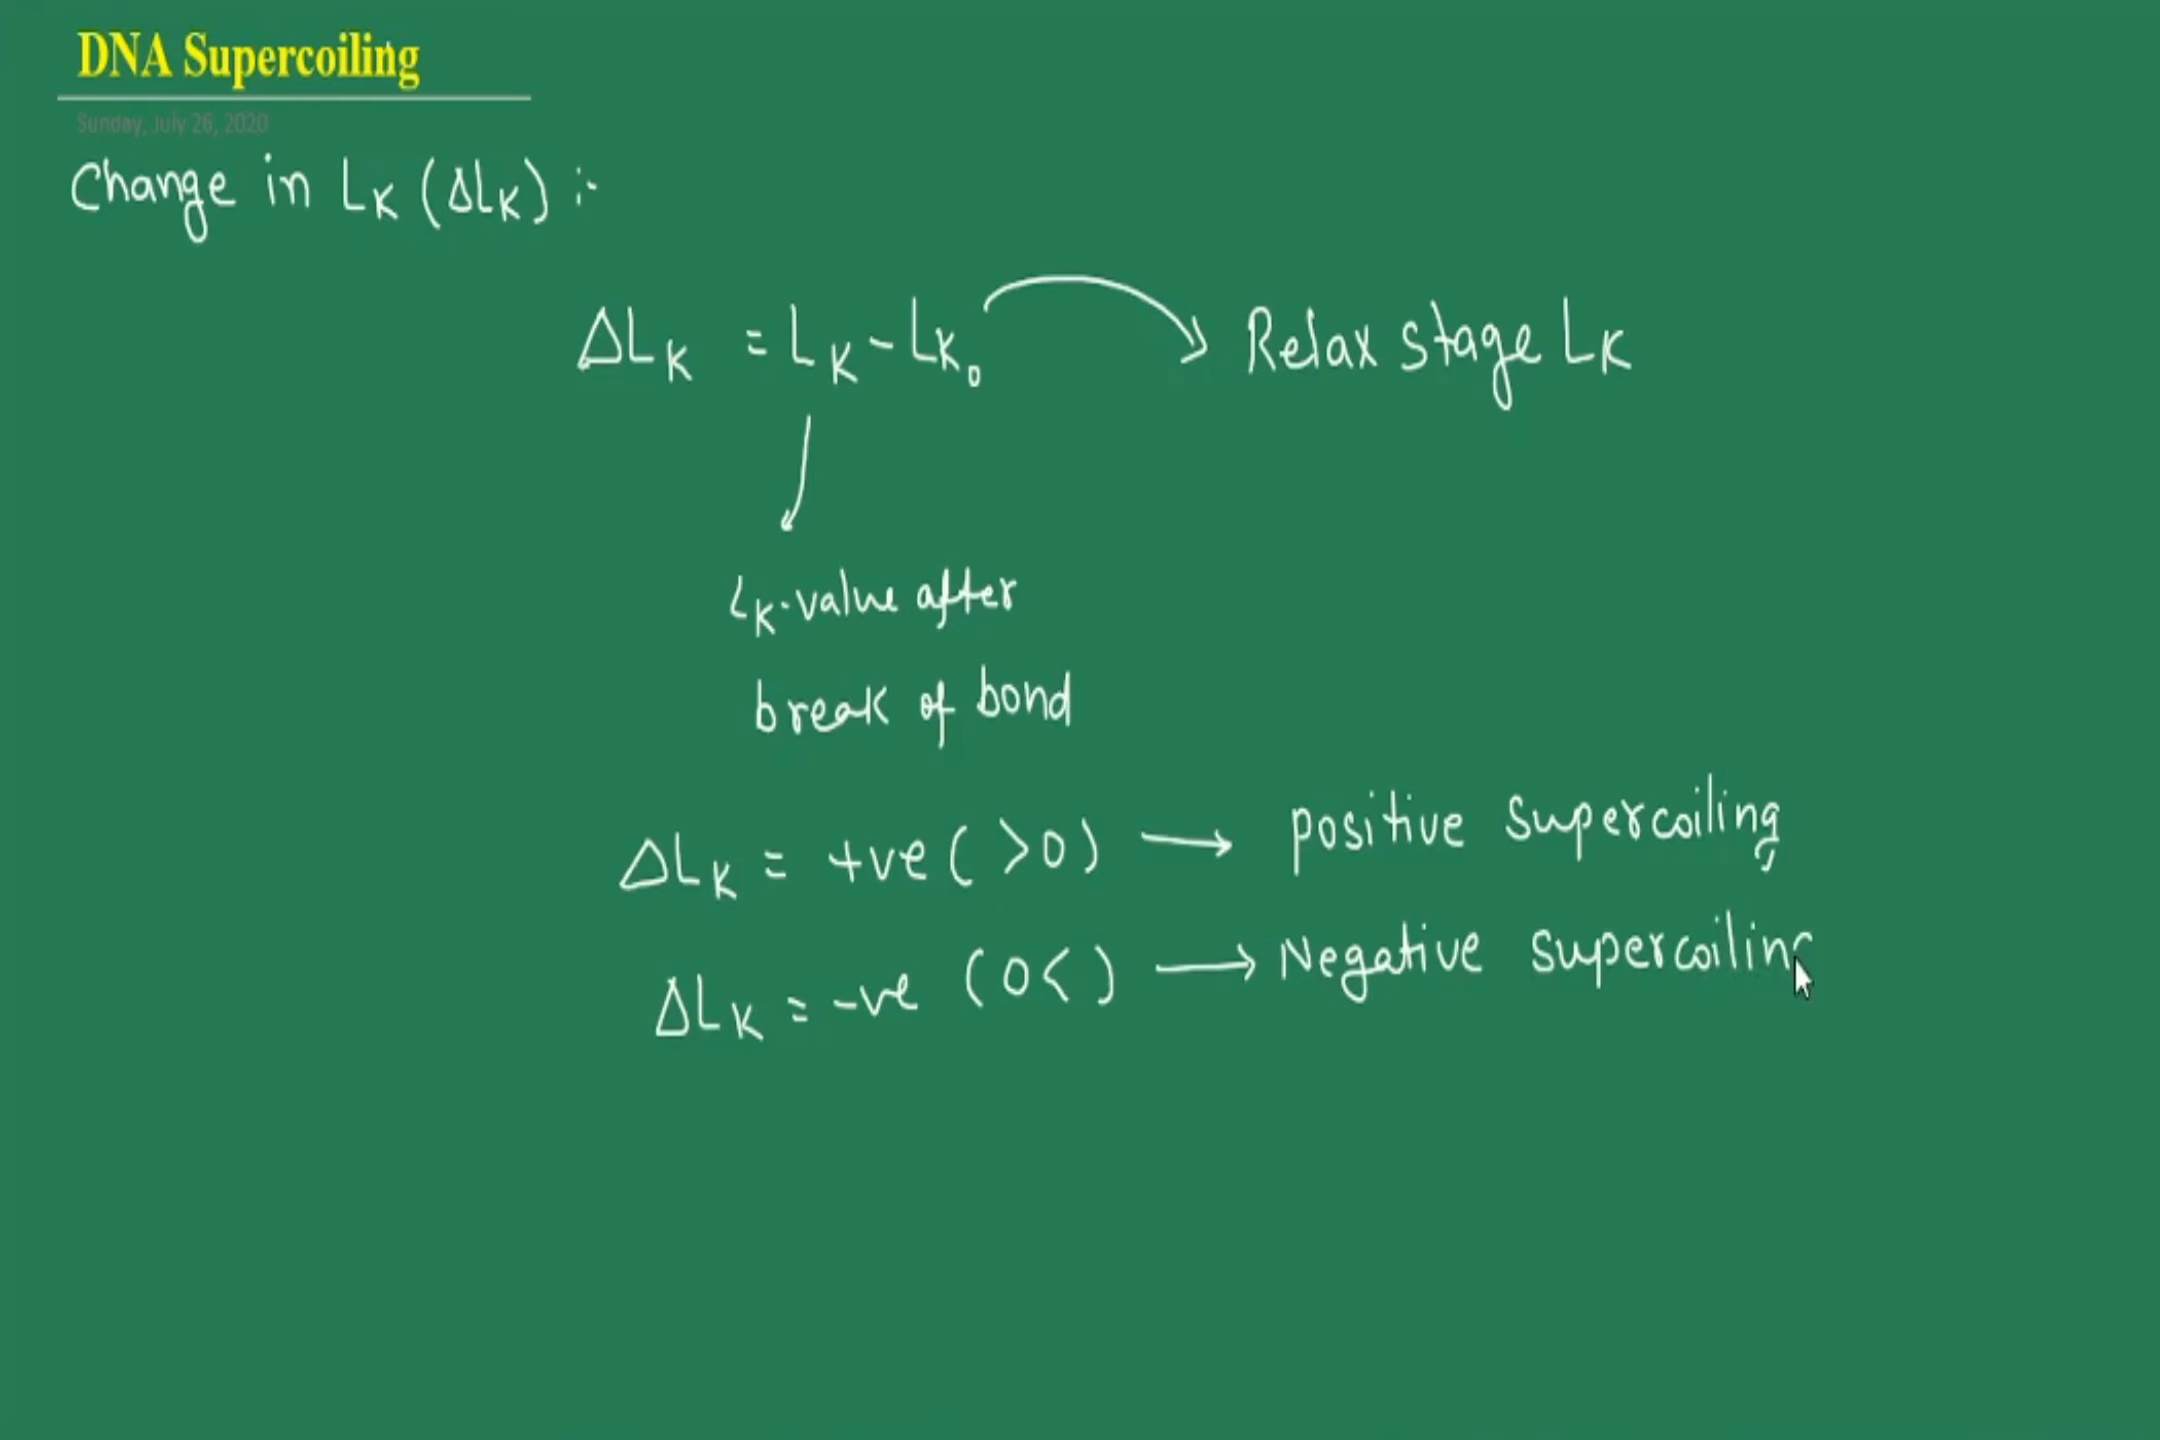 DNA Supercoiling
Sunday, July 26, 2020
Change in LK (ΔLK) :-
ΔLK = LK - LK₀ → Relax stage LK
LK-value after
break of bond
ΔLK = +ve (>0) → positive supercoiling
ΔLK = -ve (0<) → Negative supercoiling